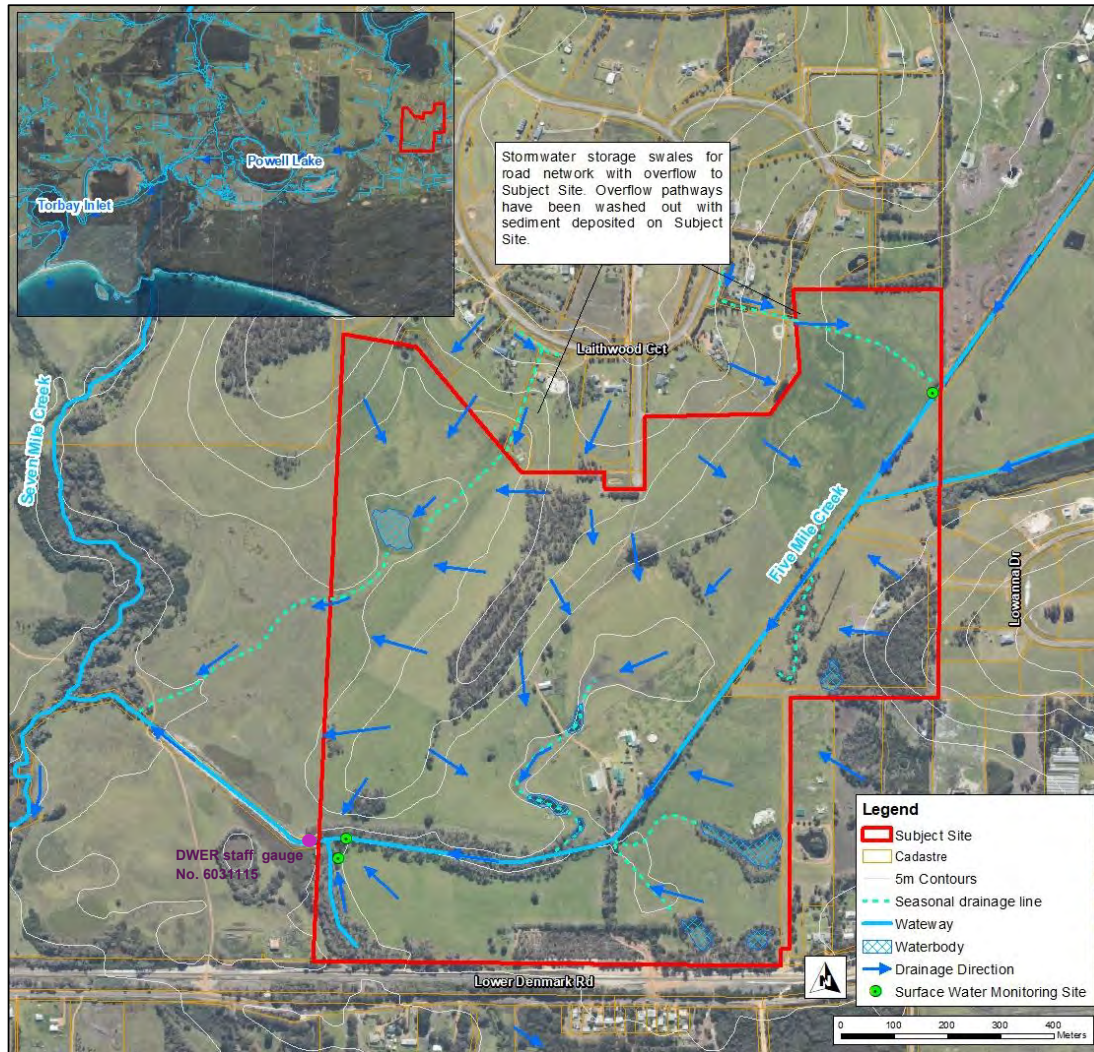 Powell Lake
Torbay Inlet
Stormwater storage swales for
road network with overflow to
Subject Site. Overflow pathways
have been washed out with
sediment deposited on Subject
Site.
Laithwood Cct
Seven Mile Creek
Five Mile Creek
Lowanna Dr
DWER staff gauge
No. 6031115
Lower Denmark Rd
N
Legend
Subject Site
Cadastre
5m Contours
Seasonal drainage line
Wateway
Waterbody
Drainage Direction
Surface Water Monitoring Site
0 100 200 300 400
Meters